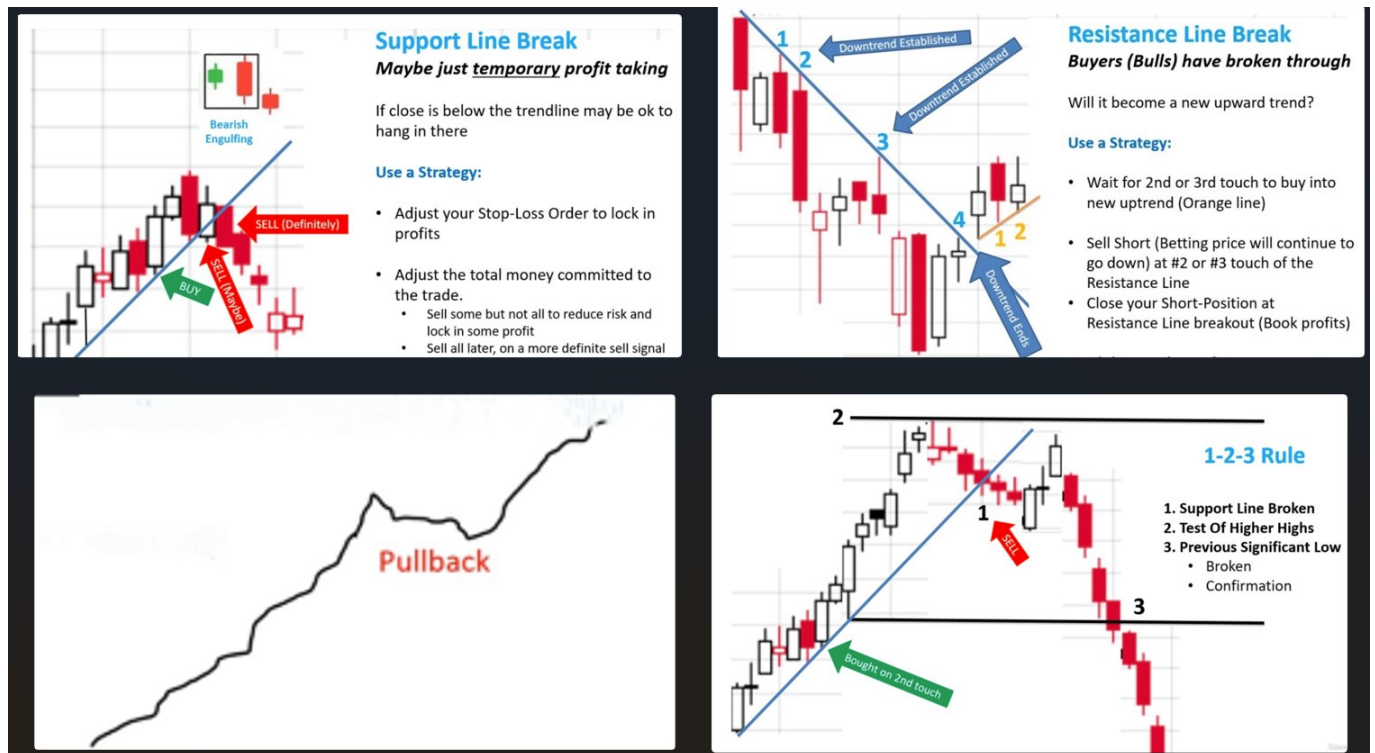 Support Line Break
Maybe just temporary profit taking
If close is below the trendline may be ok to
hang in there
Use a Strategy:
• Adjust your Stop-Loss Order to lock in
profits
• Adjust the total money committed to
the trade.
• Sell some but not all to reduce risk and
lock in some profit
• Sell all later, on a more definite sell signal
Bearish
Engulfing
SELL (Definitely)
SELL (Maybe)
BUY
Resistance Line Break
Buyers (Bulls) have broken through
Will it become a new upward trend?
Use a Strategy:
• Wait for 2nd or 3rd touch to buy into
new uptrend (Orange line)
• Sell Short (Betting price will continue to
go down) at #2 or #3 touch of the
Resistance Line
• Close your Short-Position at
Resistance Line breakout (Book profits)
1
2
Downtrend Established
Downtrend Established
3
4
1 2
Downtrend Ends
Pullback
2
1-2-3 Rule
1. Support Line Broken
2. Test Of Higher Highs
3. Previous Significant Low
• Broken
• Confirmation
1
SELL
3
Bought on 2nd touch